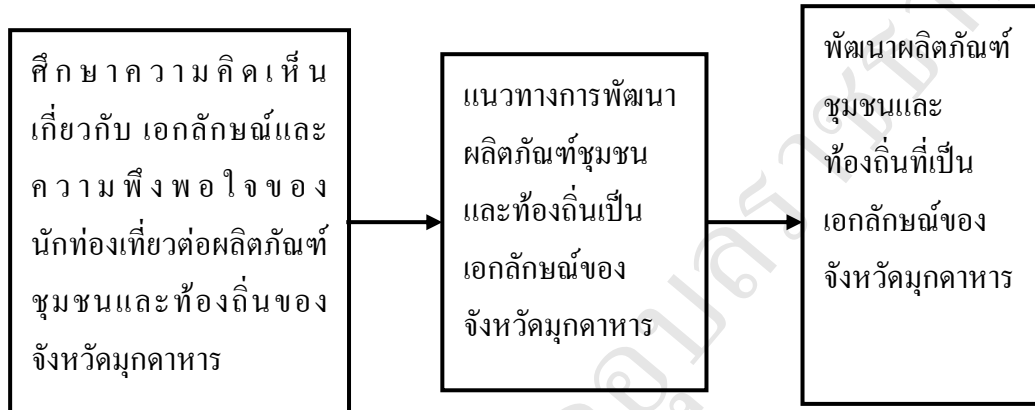 ศึกษาความคิดเห็น
เกี่ยวกับ เอกลักษณ์และ
ความพึงพอใจของ
นักท่องเที่ยวต่อผลิตภัณฑ์
ชุมชนและท้องถิ่นของ
จังหวัดมุกดาหาร
แนวทางการพัฒนา
ผลิตภัณฑ์ชุมชน
และท้องถิ่นเป็น
เอกลักษณ์ของ
จังหวัดมุกดาหาร
พัฒนาผลิตภัณฑ์
ชุมชนและ
ท้องถิ่นที่เป็น
เอกลักษณ์ของ
จังหวัดมุกดาหาร